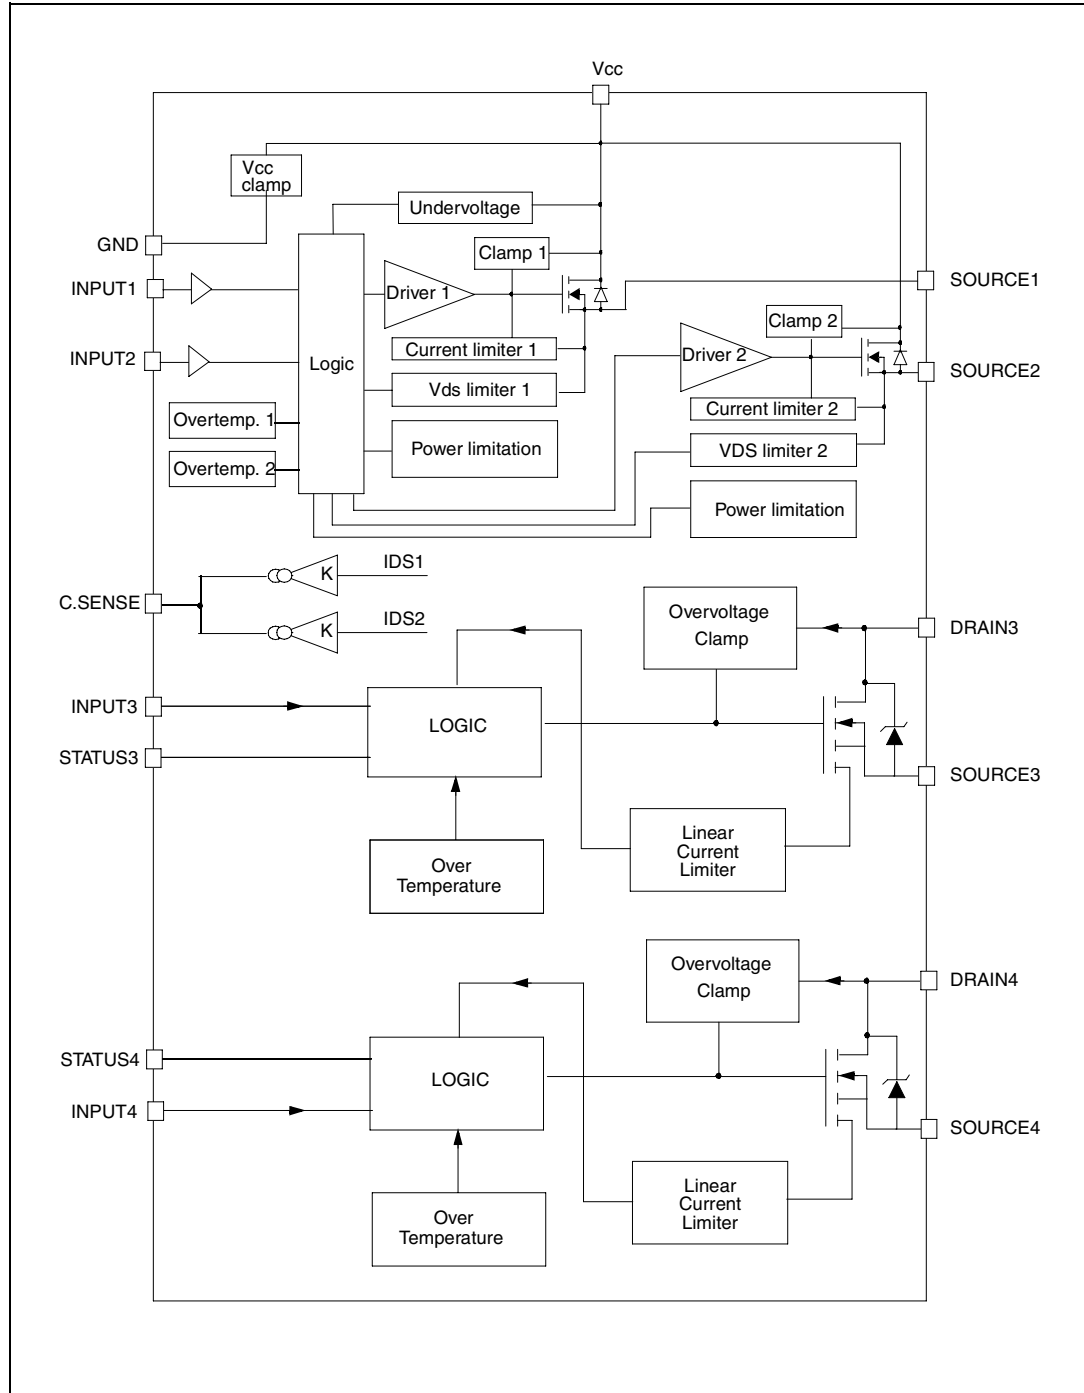 Vcc
Vcc
clamp
Undervoltage
GND
Clamp 1
INPUT1
Driver 1
SOURCE1
Clamp 2
INPUT2
Logic
Current limiter 1
Driver 2
SOURCE2
Vds limiter 1
Current limiter 2
Overtemp. 1
Power limitation
VDS limiter 2
Overtemp. 2
Power limitation
IDS1
K
C.SENSE
IDS2
K
Overvoltage
Clamp
DRAIN3
INPUT3
LOGIC
STATUS3
SOURCE3
Linear
Current
Limiter
Over
Temperature
Overvoltage
Clamp
DRAIN4
STATUS4
LOGIC
INPUT4
SOURCE4
Linear
Current
Limiter
Over
Temperature